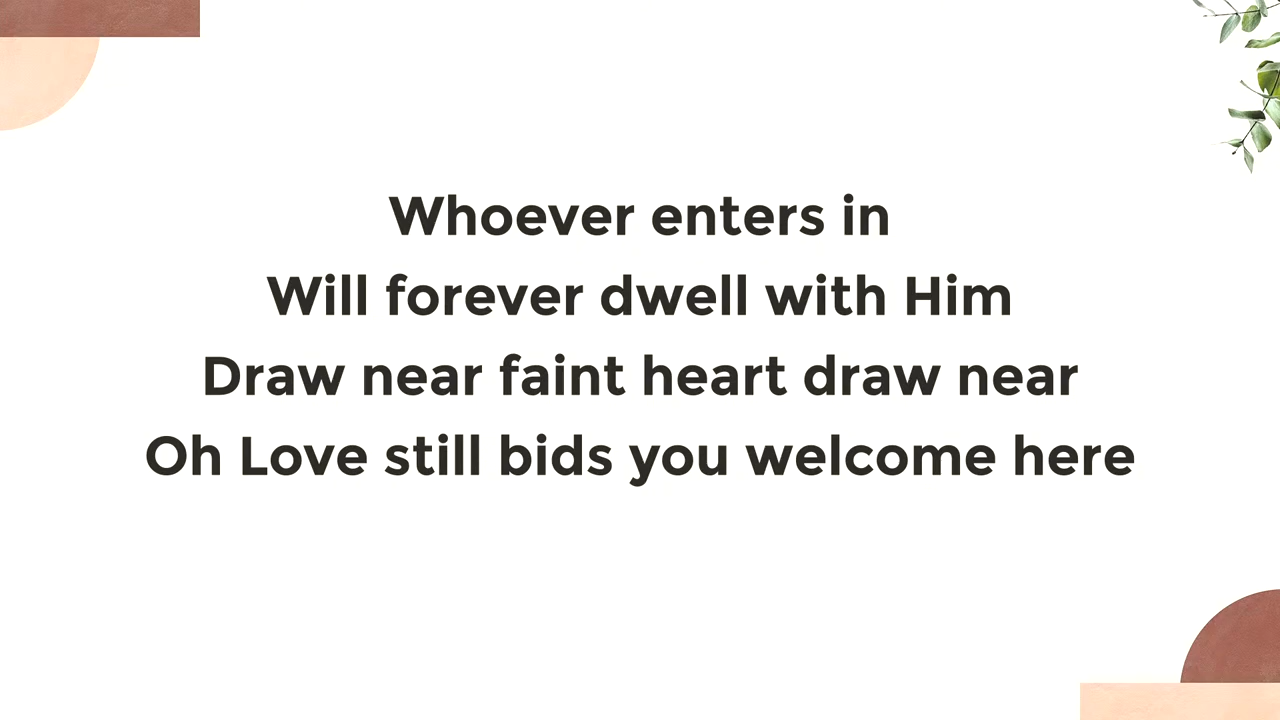 Whoever enters in
Will forever dwell with Him
Draw near faint heart draw near
Oh Love still bids you welcome here